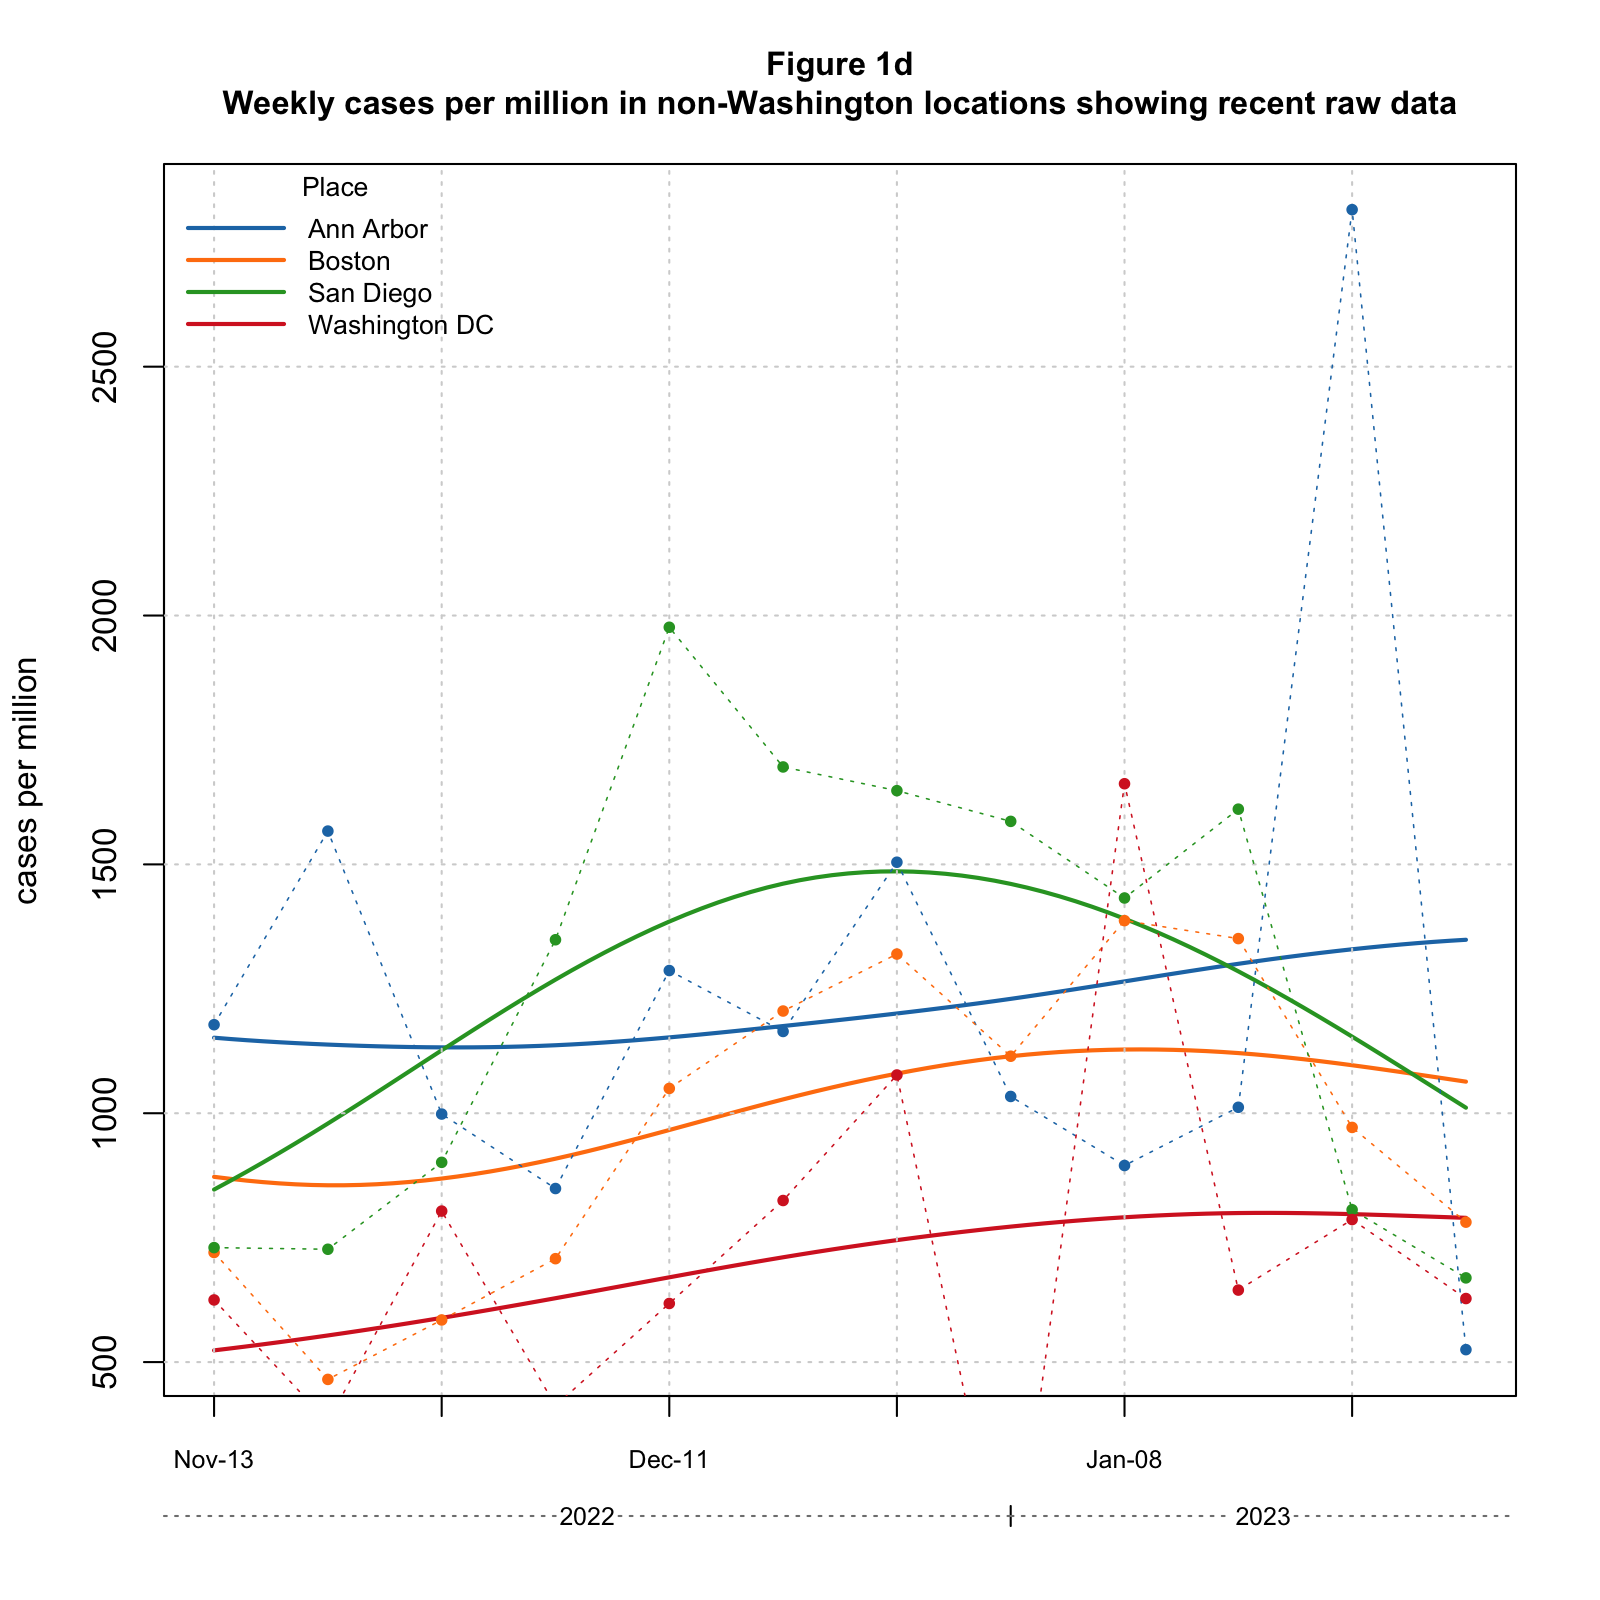 Figure 1d
Weekly cases per million in non-Washington locations showing recent raw data
Place
Ann Arbor
Boston
San Diego
Washington DC
cases per million
2500
2000
1500
1000
500
Nov-13 Dec-11 Jan-08
2022 2023